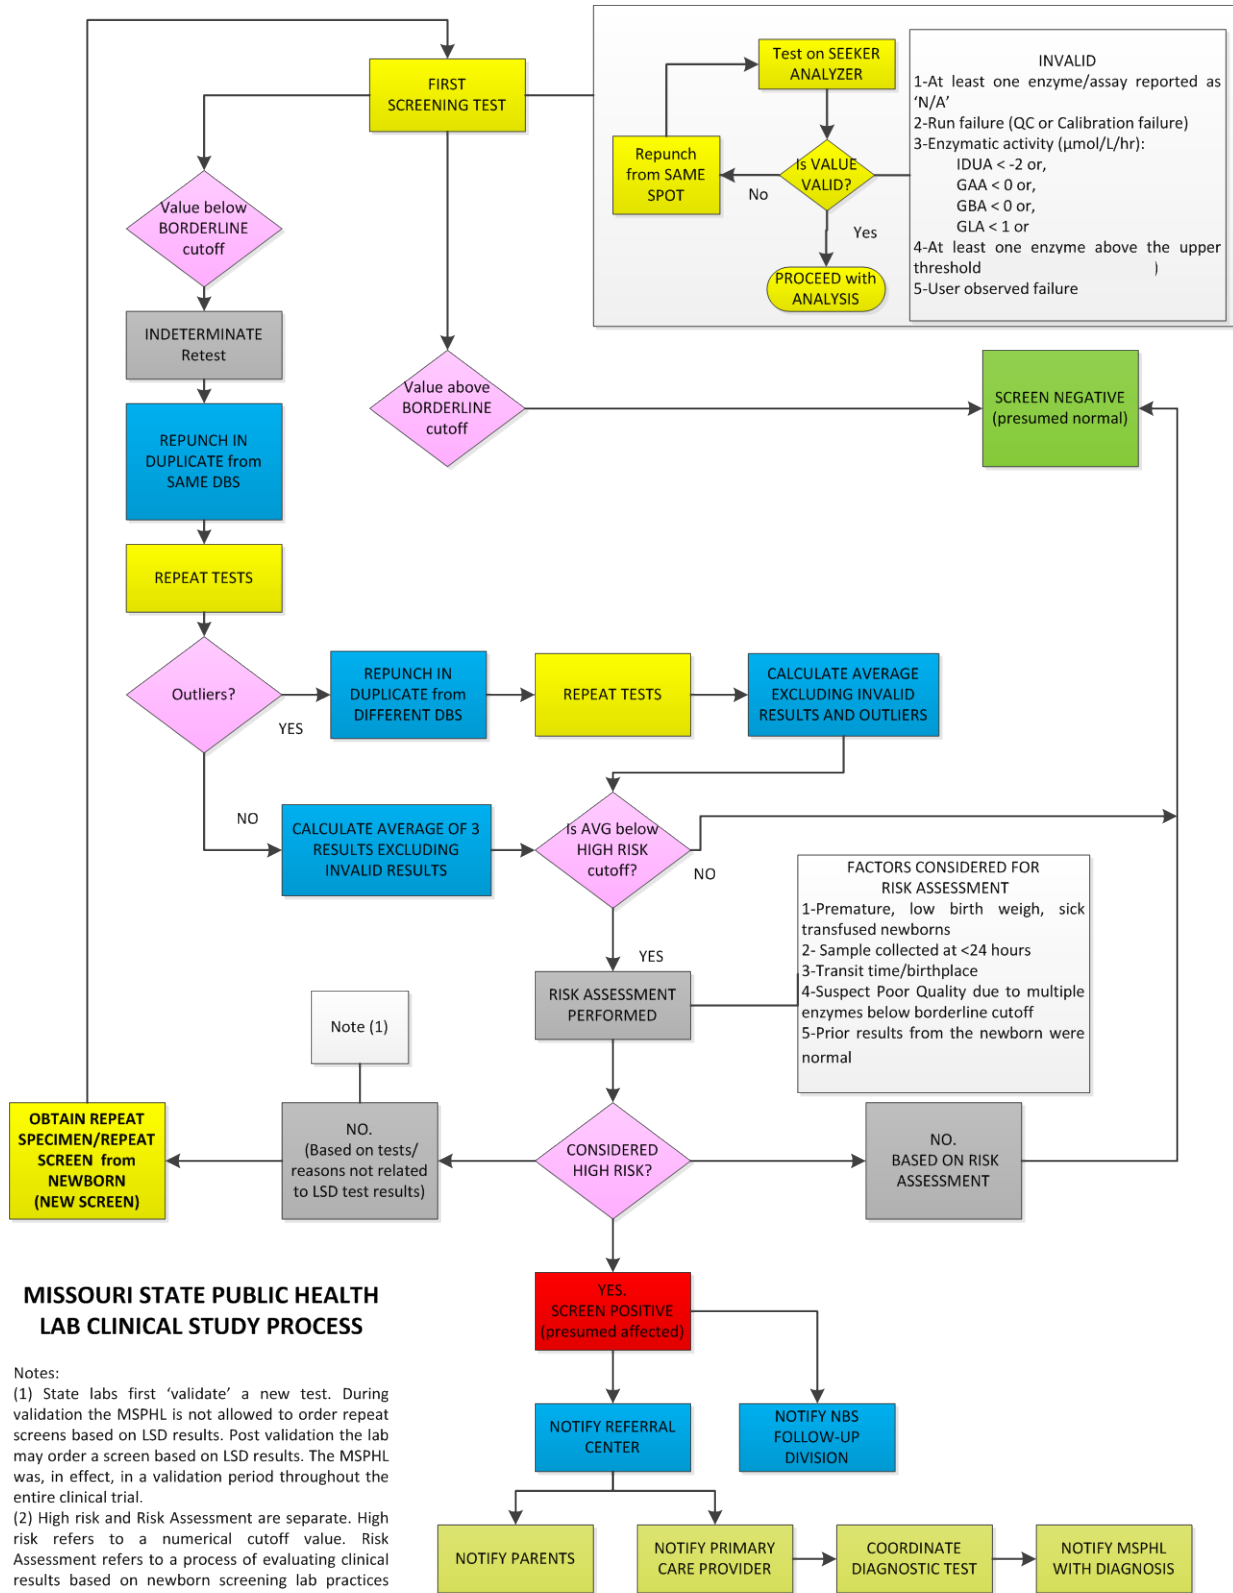 FIRST
SCREENING TEST
Test on SEEKER
ANALYZER
Repunch
from SAME
SPOT
Is VALUE
VALID?
No
Yes
PROCEED with
ANALYSIS
INVALID
1-At least one enzyme/assay reported as
‘N/A’
2-Run failure (QC or Calibration failure)
3-Enzymatic activity (µmol/L/hr):
IDUA < -2 or,
GAA < 0 or,
GBA < 0 or,
GLA < 1 or
4-At least one enzyme above the upper
threshold )
5-User observed failure
Value below
BORDERLINE
cutoff
INDETERMINATE
Retest
Value above
BORDERLINE
cutoff
SCREEN NEGATIVE
(presumed normal)
REPUNCH IN
DUPLICATE from
SAME DBS
REPEAT TESTS
Outliers?
YES
REPUNCH IN
DUPLICATE from
DIFFERENT DBS
REPEAT TESTS
CALCULATE AVERAGE
EXCLUDING INVALID
RESULTS AND OUTLIERS
NO
CALCULATE AVERAGE OF 3
RESULTS EXCLUDING
INVALID RESULTS
Is AVG below
HIGH RISK
cutoff?
NO
YES
FACTORS CONSIDERED FOR
RISK ASSESSMENT
1-Premature, low birth weigh, sick
transfused newborns
2- Sample collected at <24 hours
3-Transit time/birthplace
4-Suspect Poor Quality due to multiple
enzymes below borderline cutoff
5-Prior results from the newborn were
normal
RISK ASSESSMENT
PERFORMED
Note (1)
OBTAIN REPEAT
SPECIMEN/REPEAT
SCREEN from
NEWBORN
(NEW SCREEN)
NO.
(Based on tests/
reasons not related
to LSD test results)
CONSIDERED
HIGH RISK?
NO.
BASED ON RISK
ASSESSMENT
YES.
SCREEN POSITIVE
(presumed affected)
NOTIFY REFERRAL
CENTER
NOTIFY NBS
FOLLOW-UP
DIVISION
NOTIFY PARENTS
NOTIFY PRIMARY
CARE PROVIDER
COORDINATE
DIAGNOSTIC TEST
NOTIFY MSPHL
WITH DIAGNOSIS
MISSOURI STATE PUBLIC HEALTH
LAB CLINICAL STUDY PROCESS
Notes:
(1) State labs first ‘validate’ a new test. During
validation the MSPHL is not allowed to order repeat
screens based on LSD results. Post validation the lab
may order a screen based on LSD results. The MSPHL
was, in effect, in a validation period throughout the
entire clinical trial.
(2) High risk and Risk Assessment are separate. High
risk refers to a numerical cutoff value. Risk
Assessment refers to a process of evaluating clinical
results based on newborn screening lab practices